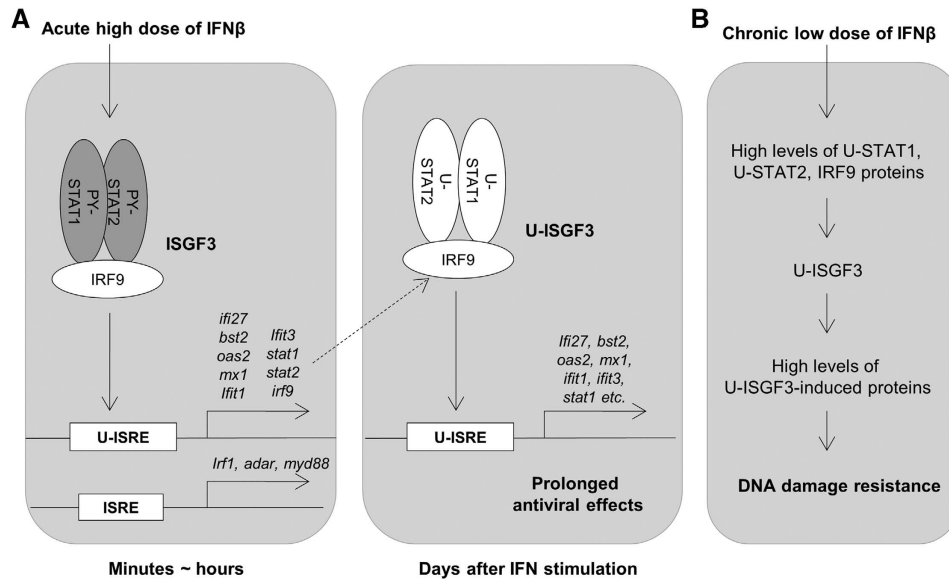 A
Acute high dose of IFNβ
PY-
STAT1
PY-
STAT2
ISGF3
IRF9
ifi27
bst2
oas2
mx1
Ifit1
Ifit3
stat1
stat2
irf9
U-ISRE
Irf1, adar, myd88
ISRE
Minutes ~ hours
U-
STAT2
U-
STAT1
U-ISGF3
IRF9
Ifi27, bst2,
oas2, mx1,
ifit1, ifit3,
stat1 etc.
U-ISRE
Prolonged
antiviral effects
Days after IFN stimulation
B
Chronic low dose of IFNβ
High levels of U-STAT1,
U-STAT2, IRF9 proteins
U-ISGF3
High levels of
U-ISGF3-induced proteins
DNA damage resistance